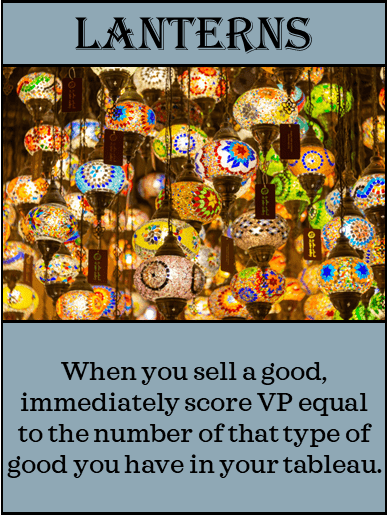 LANTERNS
When you sell a good,
immediately score VP equal
to the number of that type of
good you have in your tableau.